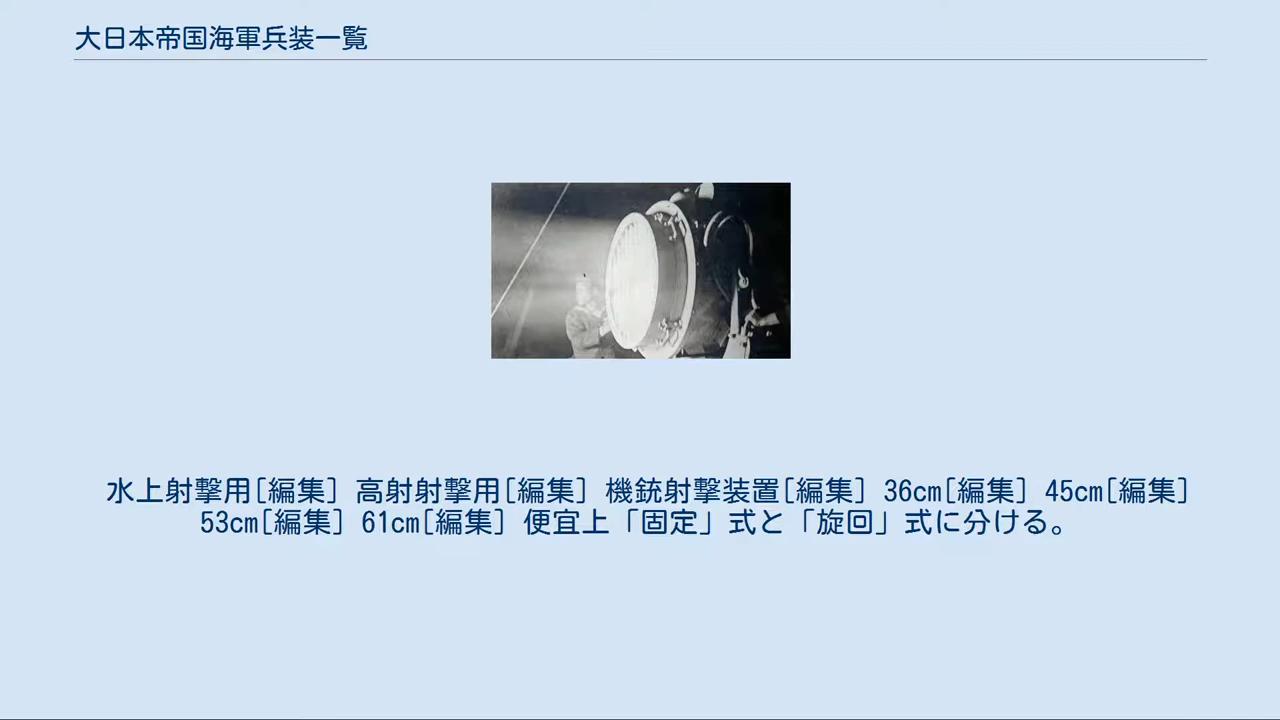 大日本帝国海軍兵装一覧
水上射撃用[編集] 高射射撃用[編集] 機銃射撃装置[編集] 36cm[編集] 45cm[編集]
53cm[編集] 61cm[編集] 便宜上「固定」式と「旋回」式に分ける。